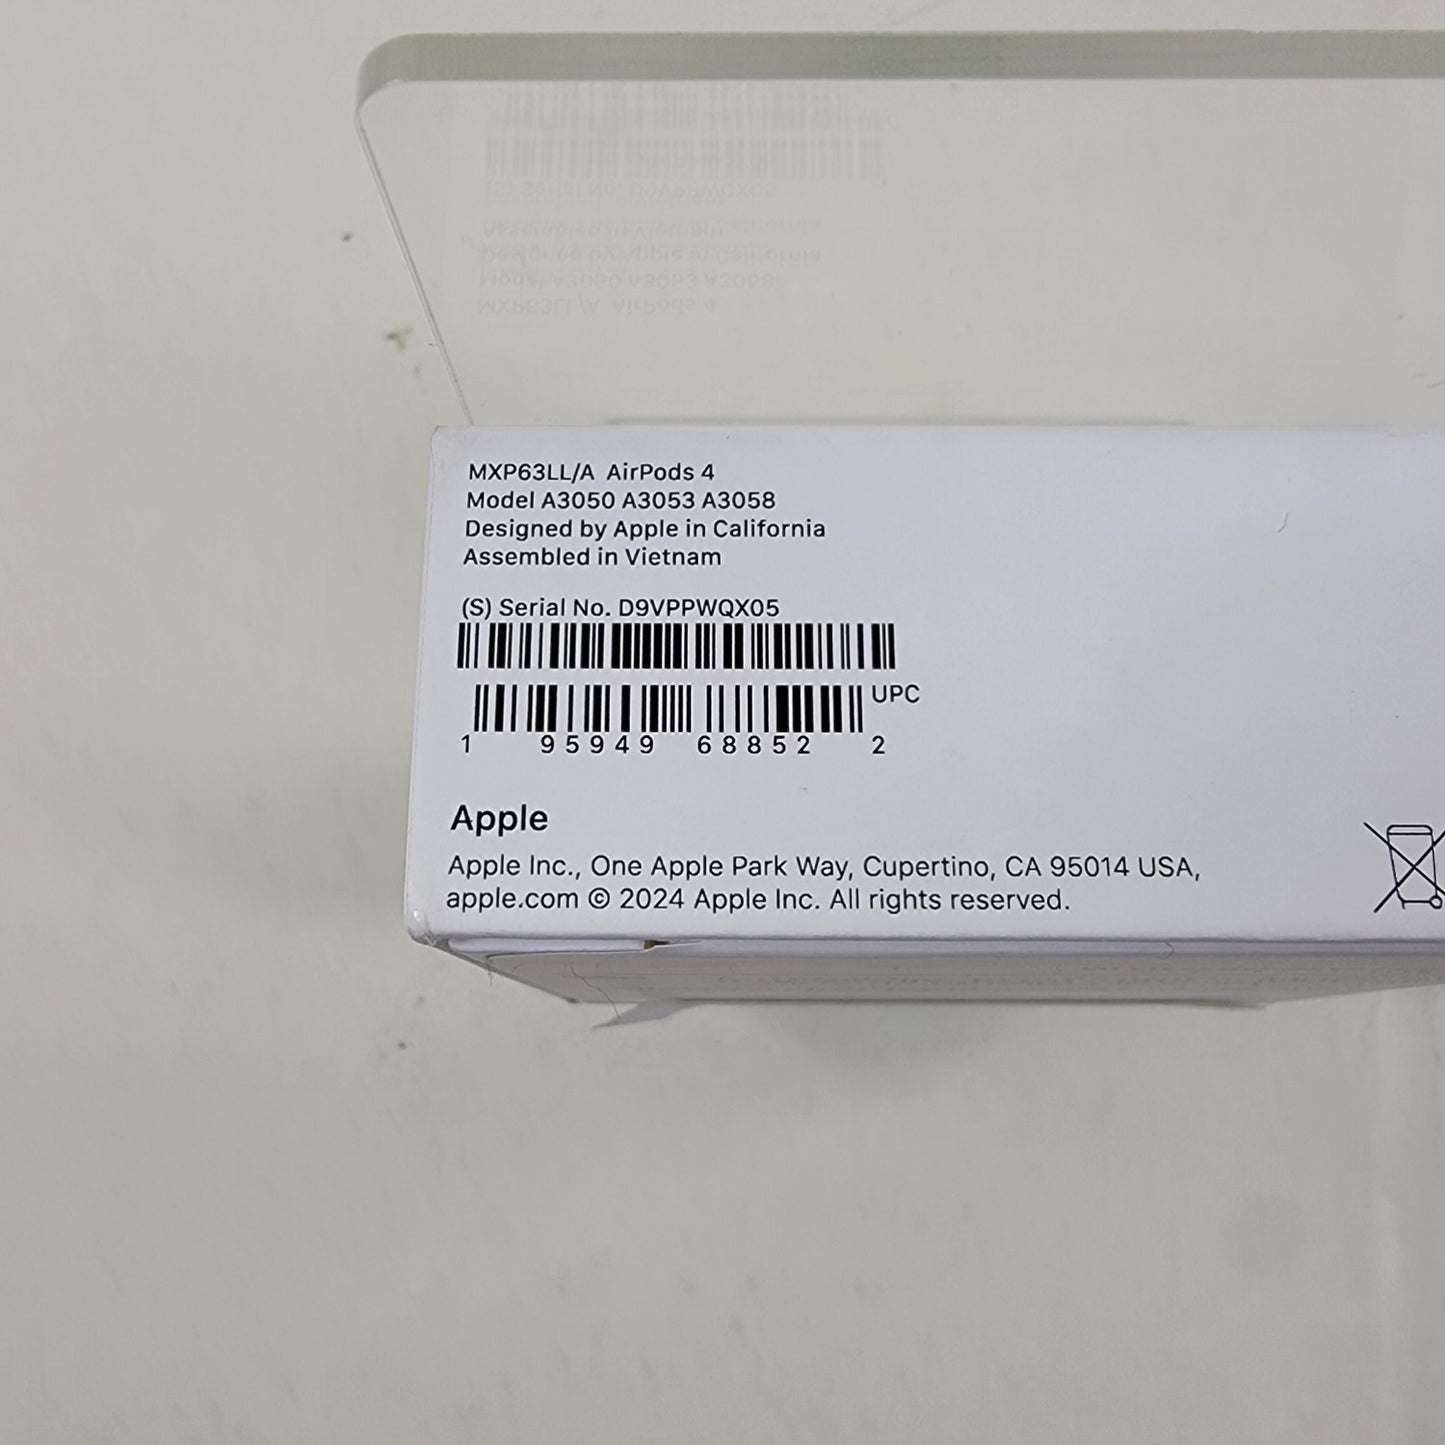 MXP63LL/A AirPods 4
Model A3050 A3053 A3058
Designed by Apple in California
Assembled in Vietnam
(S) Serial No. D9VPPWQX05
UPC
1 95949 68852 2
Apple
Apple Inc., One Apple Park Way, Cupertino, CA 95014 USA,
apple.com © 2024 Apple Inc. All rights reserved.